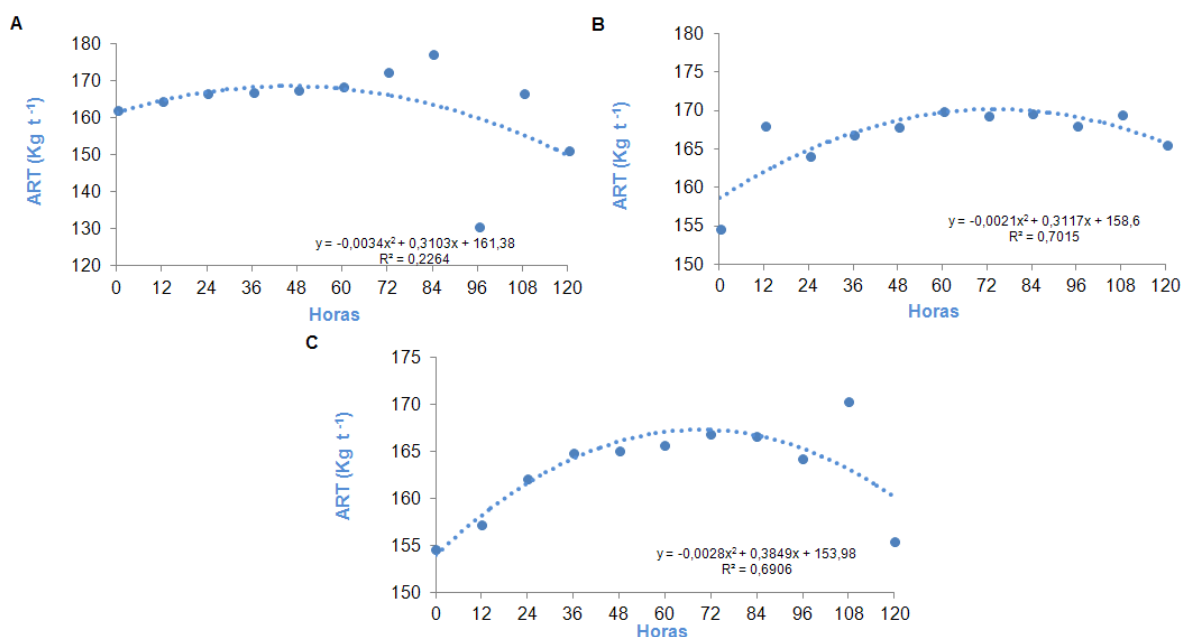 A
ART (Kg t ⁻¹)
180
170
160
150
140
130
120
y = -0,0034x² + 0,3103x + 161,38
R² = 0,2264
0 12 24 36 48 60 72 84 96 108 120
Horas
B
ART (Kg t⁻¹)
180
175
170
165
160
155
150
y = -0,0021x² + 0,3117x + 158,6
R² = 0,7015
0 12 24 36 48 60 72 84 96 108 120
Horas
C
ART (Kg t⁻¹)
175
170
165
160
155
150
y = -0,0028x² + 0,3849x + 153,98
R² = 0,6906
0 12 24 36 48 60 72 84 96 108 120
Horas